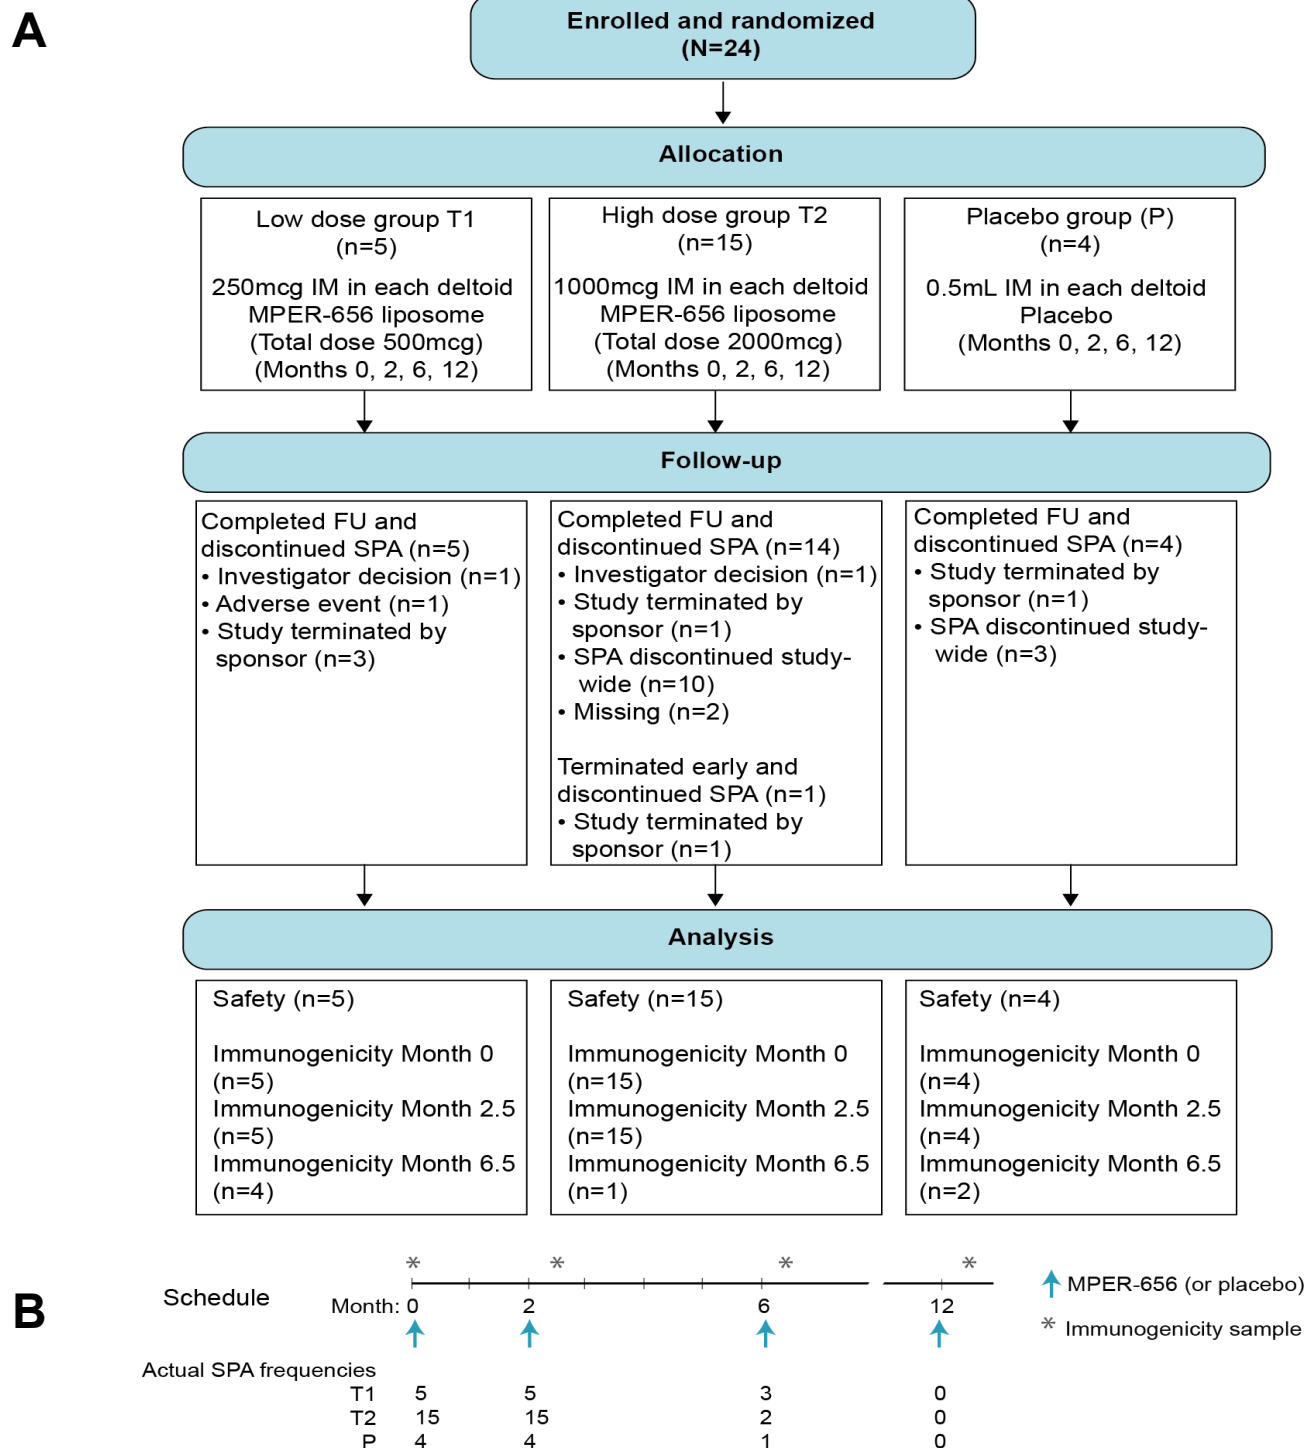 A
Enrolled and randomized
(N=24)
Allocation
Low dose group T1
(n=5)
250mcg IM in each deltoid
MPER-656 liposome
(Total dose 500mcg)
(Months 0, 2, 6, 12)
High dose group T2
(n=15)
1000mcg IM in each deltoid
MPER-656 liposome
(Total dose 2000mcg)
(Months 0, 2, 6, 12)
Placebo group (P)
(n=4)
0.5mL IM in each deltoid
Placebo
(Months 0, 2, 6, 12)
Follow-up
Completed FU and
discontinued SPA (n=5)
• Investigator decision (n=1)
• Adverse event (n=1)
• Study terminated by
sponsor (n=3)
Completed FU and
discontinued SPA (n=14)
• Investigator decision (n=1)
• Study terminated by
sponsor (n=1)
• SPA discontinued study-
wide (n=10)
• Missing (n=2)
Terminated early and
discontinued SPA (n=1)
• Study terminated by
sponsor (n=1)
Completed FU and
discontinued SPA (n=4)
• Study terminated by
sponsor (n=1)
• SPA discontinued study-
wide (n=3)
Analysis
Safety (n=5)
Immunogenicity Month 0
(n=5)
Immunogenicity Month 2.5
(n=5)
Immunogenicity Month 6.5
(n=4)
Safety (n=15)
Immunogenicity Month 0
(n=15)
Immunogenicity Month 2.5
(n=15)
Immunogenicity Month 6.5
(n=1)
Safety (n=4)
Immunogenicity Month 0
(n=4)
Immunogenicity Month 2.5
(n=4)
Immunogenicity Month 6.5
(n=2)
B
* * * *
Schedule
Month: 0 2 6 12
MPER-656 (or placebo)
* Immunogenicity sample
Actual SPA frequencies
T1 5 5 3 0
T2 15 15 2 0
P 4 4 1 0